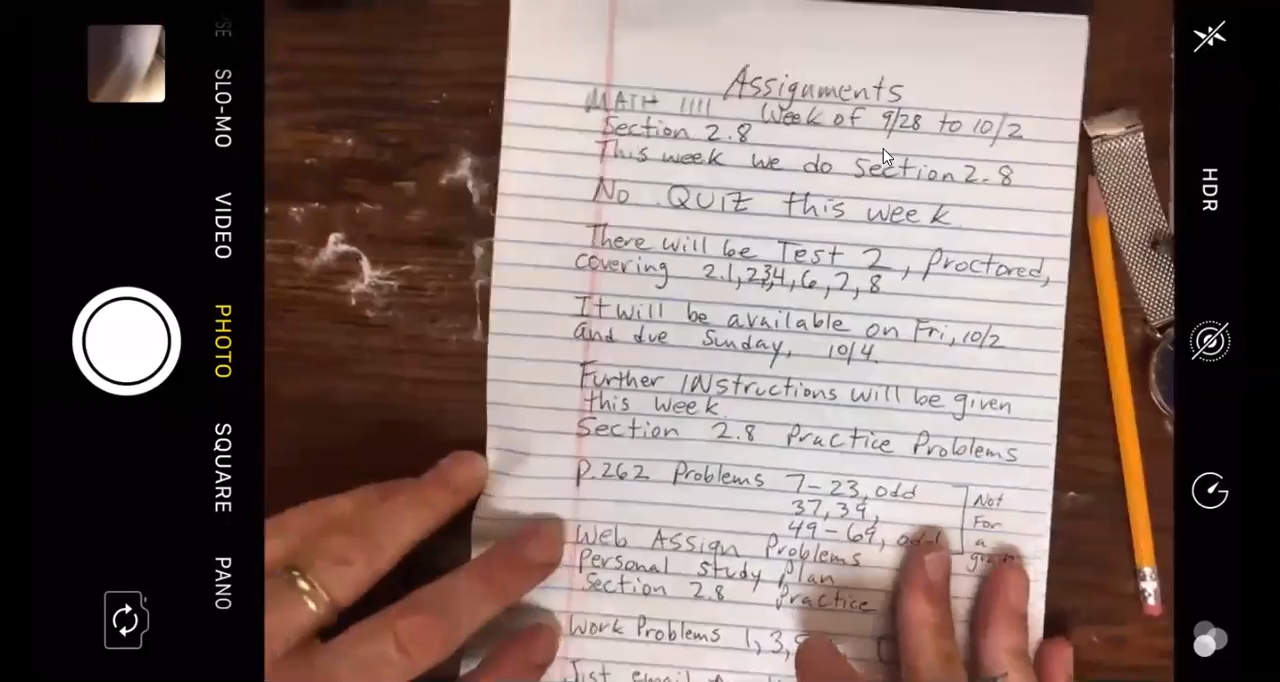 SLO-MO
VIDEO
PHOTO
SQUARE
PANO
HDR
Assignments
MATH 1111 Week of 9/28 to 10/2
Section 2.8
This week we do Section 2.8
No QUIZ this week
There will be Test 2, Proctored,
covering 2.1,2,3,4,6,7,8
It will be available on Fri, 10/2
and due Sunday, 10/4.
Further INstructions will be given
this week.
Section 2.8 Practice Problems
P.262 Problems 7-23, odd
37,39,
49-69, odd
Not
For
a
Web Assign Problems
Personal Study Plan
Section 2.8 Practice
Work Problems 1,3,
Just email